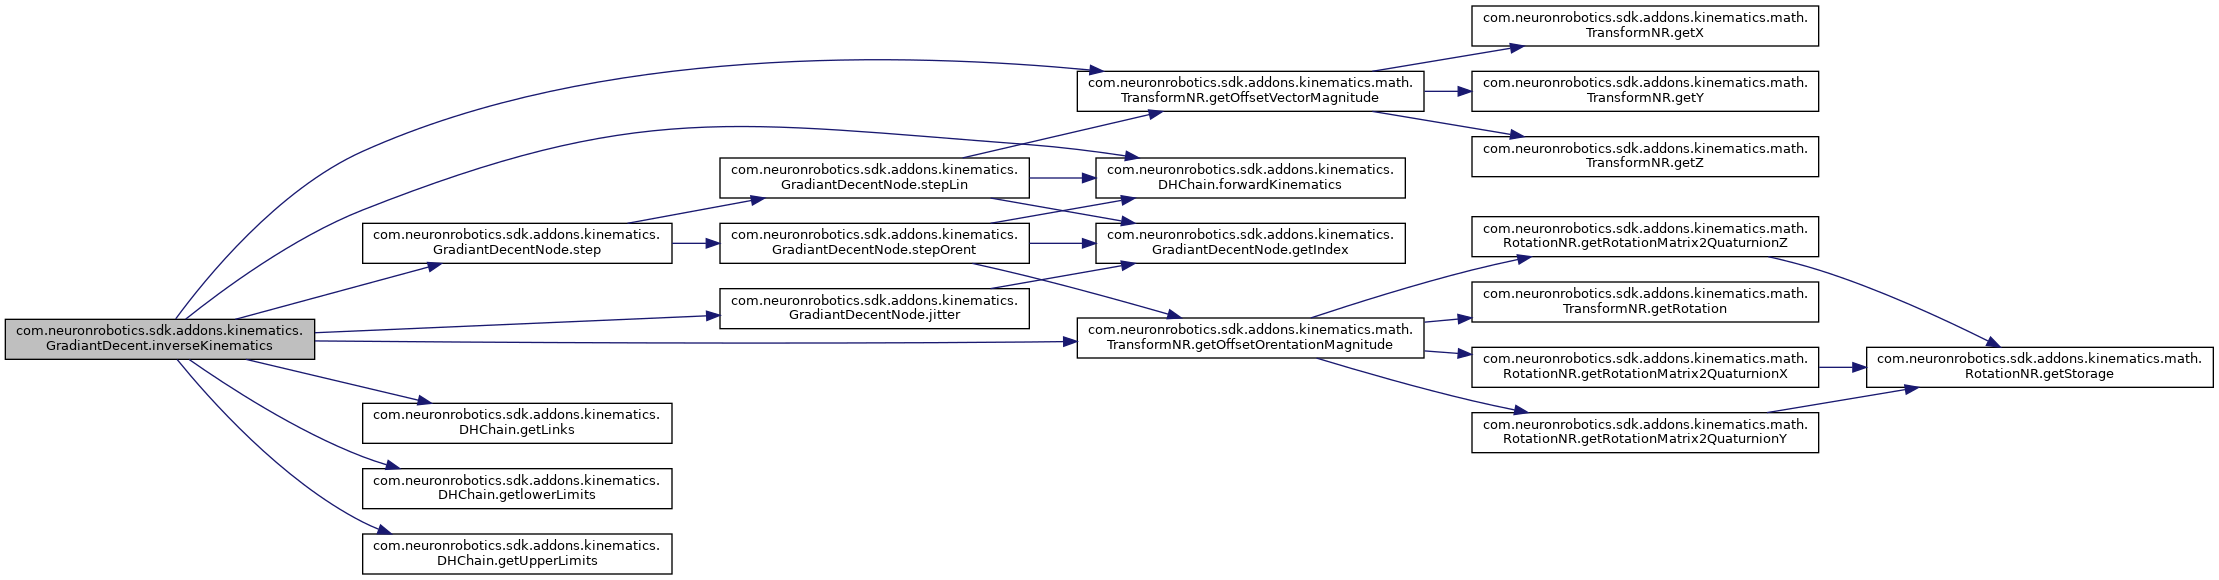 com.neuronrobotics.sdk.addons.kinematics.
GradiantDecent.inverseKinematics
com.neuronrobotics.sdk.addons.kinematics.
GradiantDecentNode.step
com.neuronrobotics.sdk.addons.kinematics.
DHChain.getLinks
com.neuronrobotics.sdk.addons.kinematics.
DHChain.getlowerLimits
com.neuronrobotics.sdk.addons.kinematics.
DHChain.getUpperLimits
com.neuronrobotics.sdk.addons.kinematics.
GradiantDecentNode.stepLin
com.neuronrobotics.sdk.addons.kinematics.
GradiantDecentNode.stepOrent
com.neuronrobotics.sdk.addons.kinematics.
GradiantDecentNode.jitter
com.neuronrobotics.sdk.addons.kinematics.math.
TransformNR.getOffsetVectorMagnitude
com.neuronrobotics.sdk.addons.kinematics.
DHChain.forwardKinematics
com.neuronrobotics.sdk.addons.kinematics.
GradiantDecentNode.getIndex
com.neuronrobotics.sdk.addons.kinematics.math.
TransformNR.getOffsetOrentationMagnitude
com.neuronrobotics.sdk.addons.kinematics.math.
TransformNR.getX
com.neuronrobotics.sdk.addons.kinematics.math.
TransformNR.getY
com.neuronrobotics.sdk.addons.kinematics.math.
TransformNR.getZ
com.neuronrobotics.sdk.addons.kinematics.math.
RotationNR.getRotationMatrix2QuaturnionZ
com.neuronrobotics.sdk.addons.kinematics.math.
TransformNR.getRotation
com.neuronrobotics.sdk.addons.kinematics.math.
RotationNR.getRotationMatrix2QuaturnionX
com.neuronrobotics.sdk.addons.kinematics.math.
RotationNR.getRotationMatrix2QuaturnionY
com.neuronrobotics.sdk.addons.kinematics.math.
RotationNR.getStorage